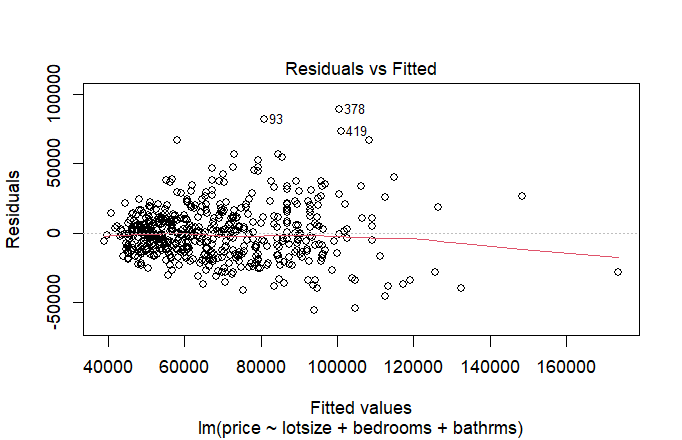 Residuals vs Fitted
Residuals
100000
50000
0
-50000
378
93
419
40000 60000 80000 100000 120000 140000 160000
Fitted values
lm(price ~ lotsize + bedrooms + bathrms)